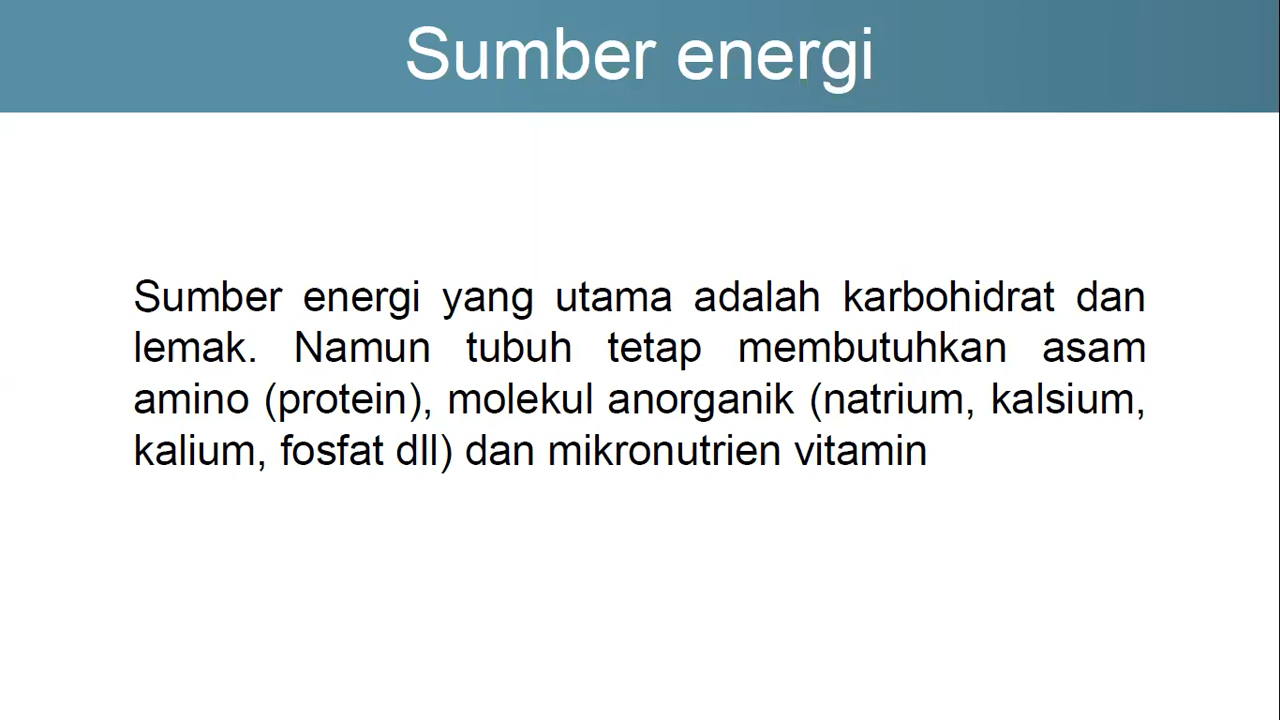 Sumber energi
Sumber energi yang utama adalah karbohidrat dan
lemak. Namun tubuh tetap membutuhkan asam
amino (protein), molekul anorganik (natrium, kalsium,
kalium, fosfat dll) dan mikronutrien vitamin